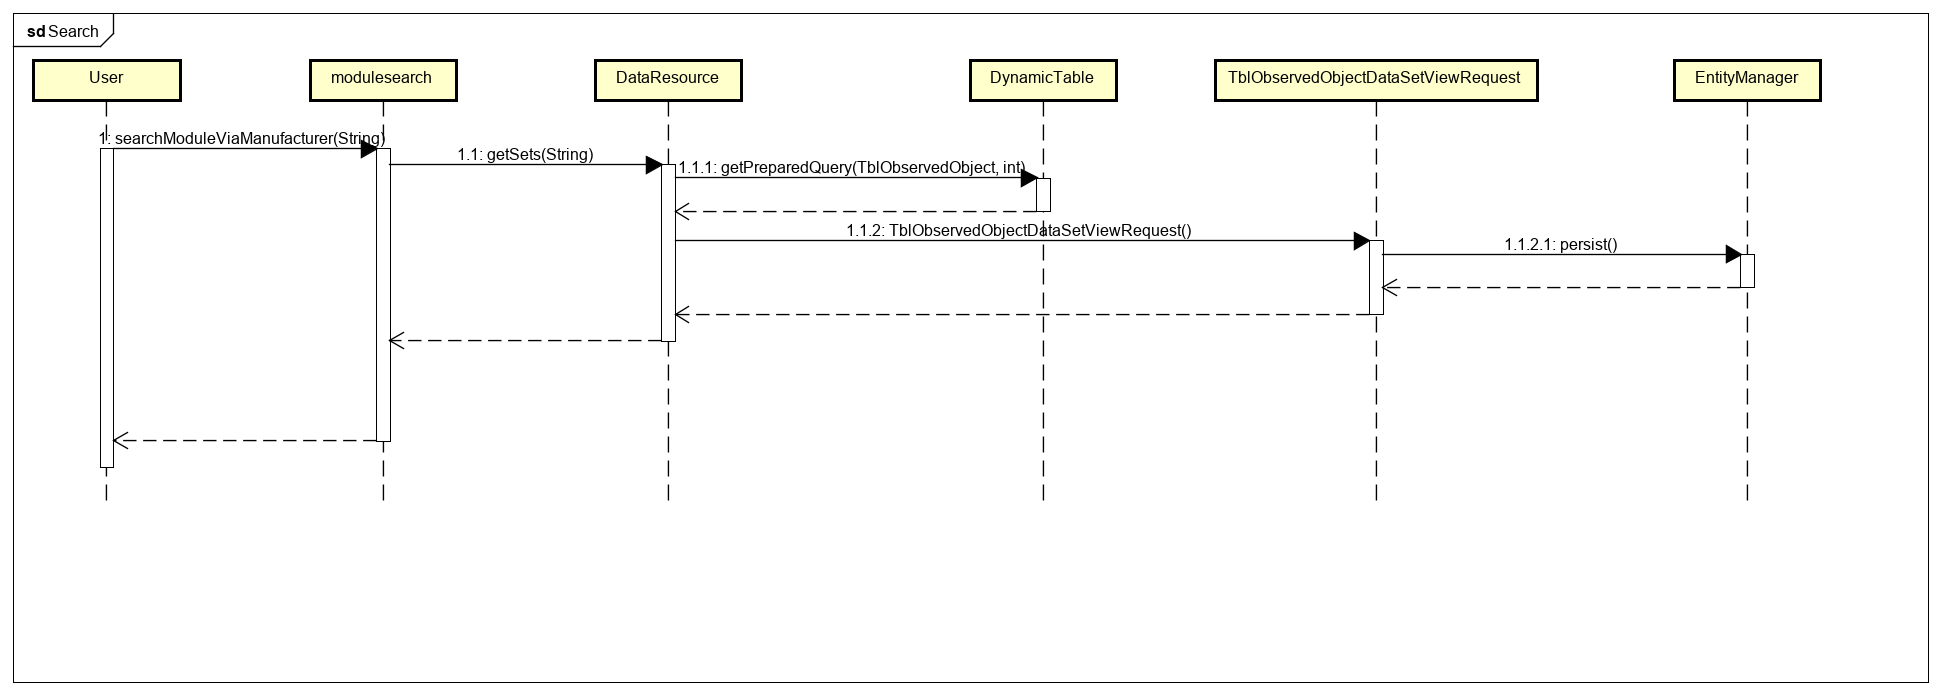 sd Search
User
modulesearch
DataResource
DynamicTable
TblObservedObjectDataSetViewRequest
EntityManager
1: searchModuleViaManufacturer(String)
1.1: getSets(String)
1.1.1: getPreparedQuery(TblObservedObject, int)
1.1.2: TblObservedObjectDataSetViewRequest()
1.1.2.1: persist()